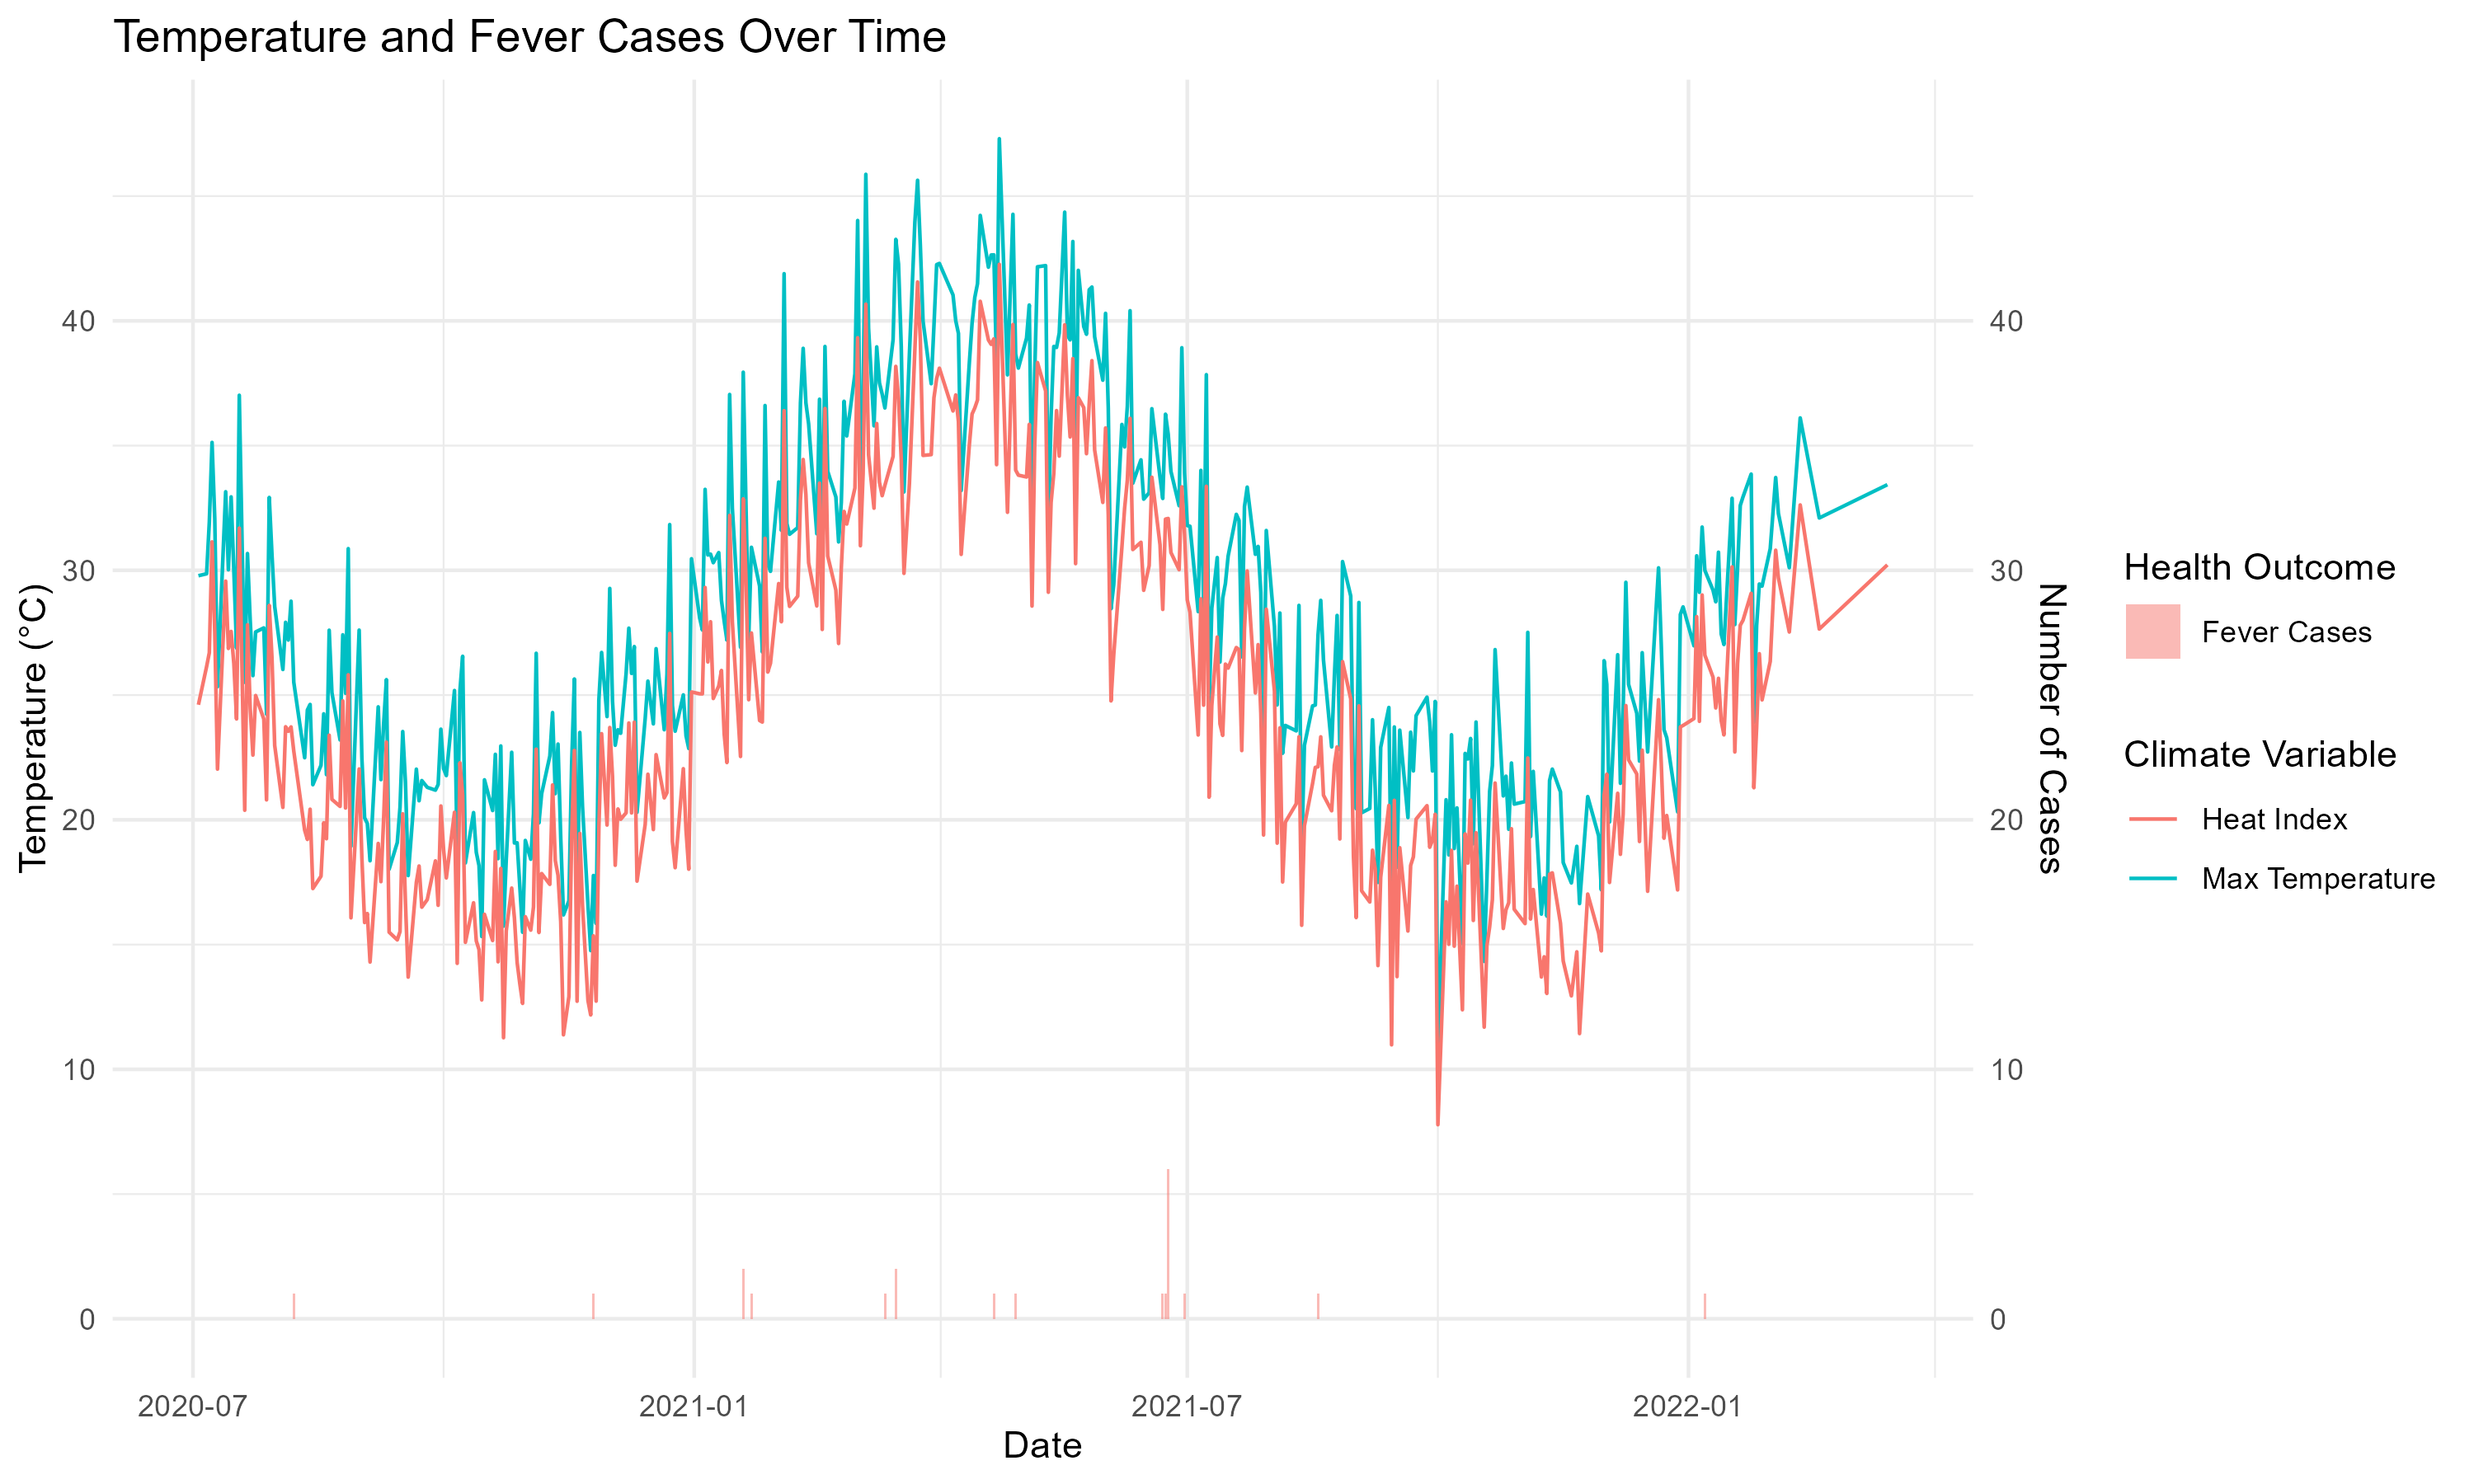 Temperature and Fever Cases Over Time
Temperature (°C)
40
30
20
10
0
40
30
20
10
0
Number of Cases
2020-07
2021-01
2021-07
2022-01
Date
Health Outcome
Fever Cases
Climate Variable
Heat Index
Max Temperature